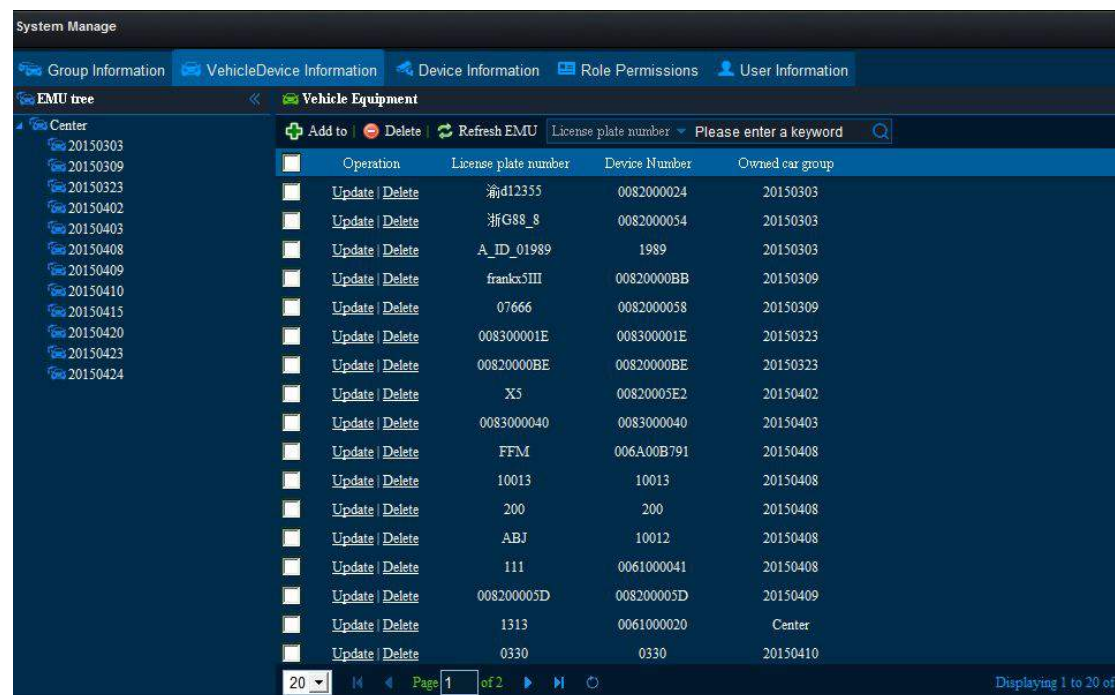 System Manage
Group Information VehicleDevice Information Device Information Role Permissions User Information
EMU tree
Center
20150303
20150309
20150323
20150402
20150403
20150408
20150409
20150410
20150415
20150420
20150423
20150424
Vehicle Equipment
Add to | Delete | Refresh EMU License plate number Please enter a keyword
Operation License plate number Device Number Owned car group
Update | Delete 渝d12355 0082000024 20150303
Update | Delete 浙G88_8 0082000054 20150303
Update | Delete A_ID_01989 1989 20150303
Update | Delete frankx5III 00820000BB 20150309
Update | Delete 07666 0082000058 20150309
Update | Delete 008300001E 008300001E 20150323
Update | Delete 00820000BE 00820000BE 20150323
Update | Delete X5 00820005E2 20150402
Update | Delete 0083000040 0083000040 20150403
Update | Delete FFM 006A00B791 20150408
Update | Delete 10013 10013 20150408
Update | Delete 200 200 20150408
Update | Delete ABJ 10012 20150408
Update | Delete 111 0061000041 20150408
Update | Delete 008200005D 008200005D 20150409
Update | Delete 1313 0061000020 Center
Update | Delete 0330 0330 20150410
20 Page 1 of 2 Displaying 1 to 20 of